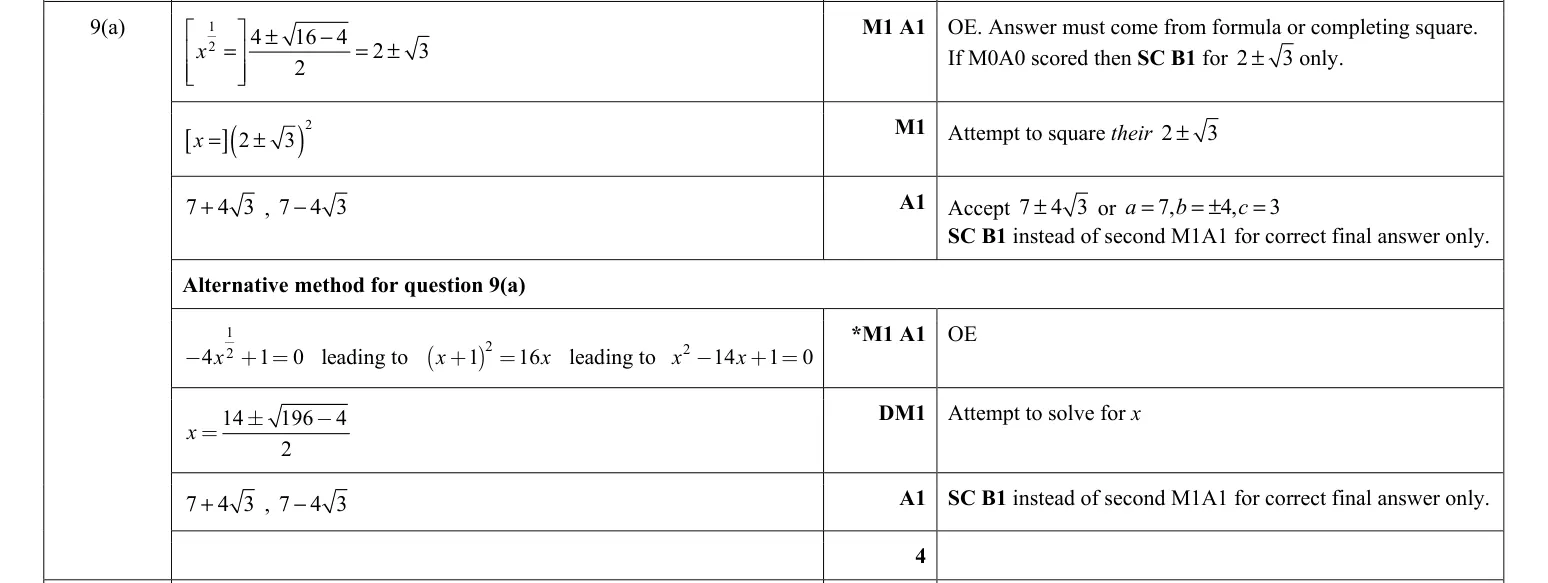 9(a)
[x^{1/2} =] (4 ± √(16 − 4))/2 = 2 ± √3
M1 A1
OE. Answer must come from formula or completing square.
If M0A0 scored then SC B1 for 2 ± √3 only.
[x =](2 ± √3)²
M1
Attempt to square their 2 ± √3
7 + 4√3 , 7 − 4√3
A1
Accept 7 ± 4√3 or a = 7, b = ±4, c = 3
SC B1 instead of second M1A1 for correct final answer only.
Alternative method for question 9(a)
−4x^{1/2} + 1 = 0 leading to (x + 1)² = 16x leading to x² − 14x + 1 = 0
*M1 A1
OE
x = (14 ± √(196 − 4))/2
DM1
Attempt to solve for x
7 + 4√3 , 7 − 4√3
A1
SC B1 instead of second M1A1 for correct final answer only.
4